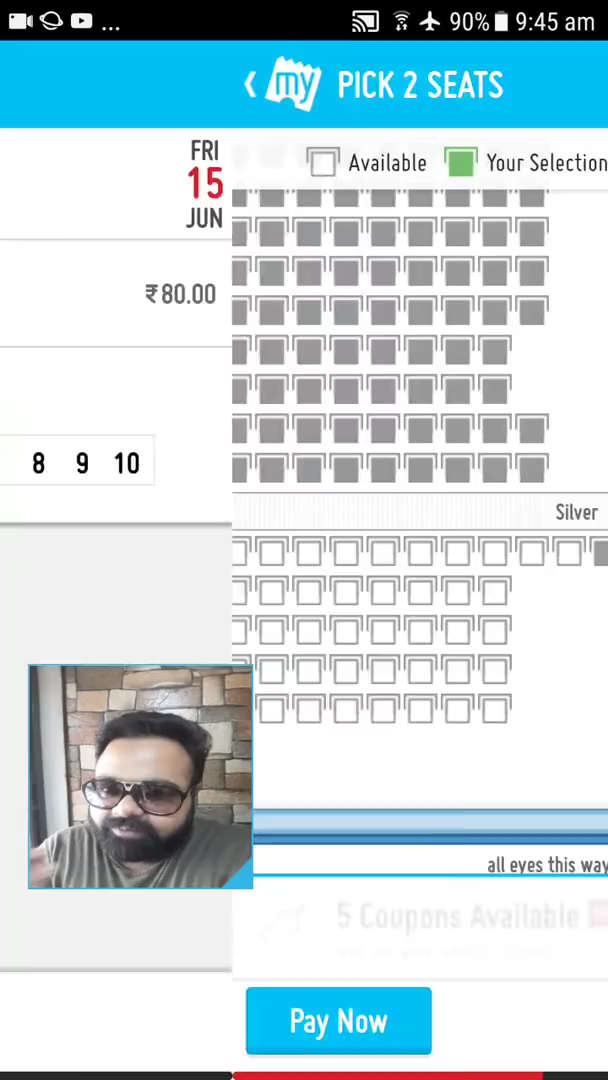 ... 90% 9:45 am
my PICK 2 SEATS
FRI
15
JUN
Available Your Selection
₹80.00
8 9 10
Silver
all eyes this way
5 Coupons Available
Pay Now